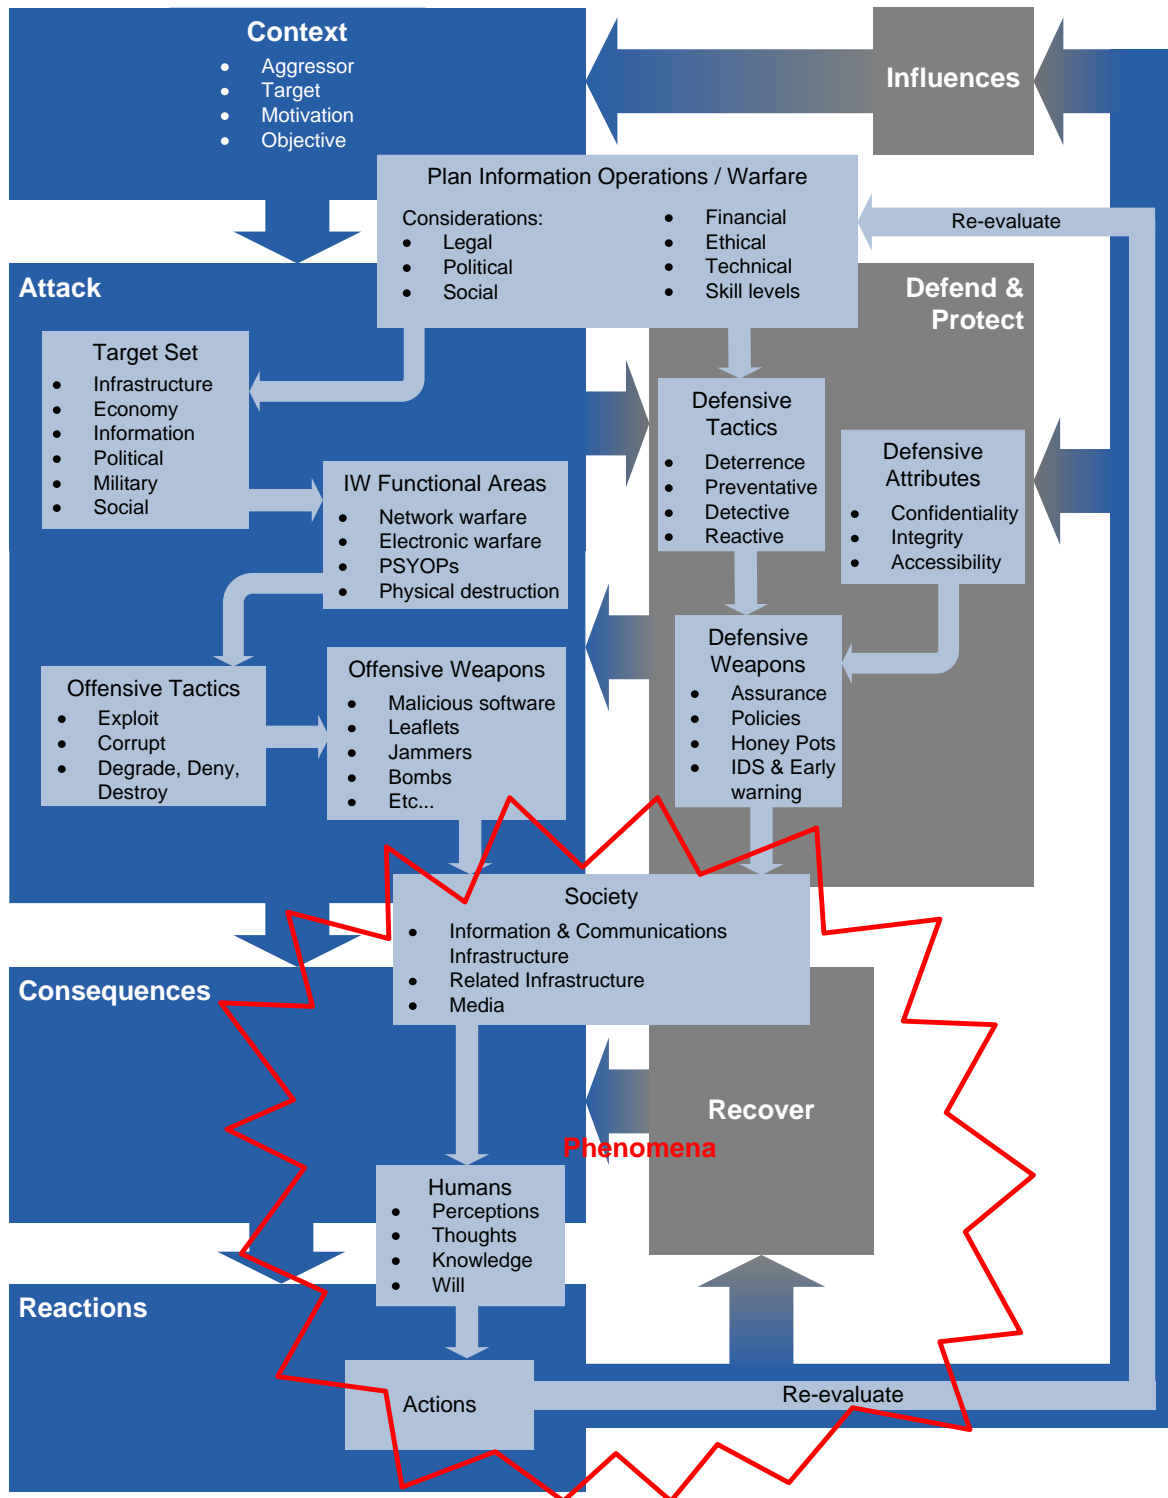 Context
Aggressor
Target
Motivation
Objective
Influences
Plan Information Operations / Warfare
Considerations:
Legal
Political
Social
Financial
Ethical
Technical
Skill levels
Re-evaluate
Attack
Defend &
Protect
Target Set
Infrastructure
Economy
Information
Political
Military
Social
IW Functional Areas
Network warfare
Electronic warfare
PSYOPs
Physical destruction
Defensive
Tactics
Deterrence
Preventative
Detective
Reactive
Defensive
Attributes
Confidentiality
Integrity
Accessibility
Offensive Tactics
Exploit
Corrupt
Degrade, Deny,
Destroy
Offensive Weapons
Malicious software
Leaflets
Jammers
Bombs
Etc...
Defensive
Weapons
Assurance
Policies
Honey Pots
IDS & Early
warning
Society
Information & Communications
Infrastructure
Related Infrastructure
Media
Consequences
Recover
Phenomena
Humans
Perceptions
Thoughts
Knowledge
Will
Reactions
Actions
Re-evaluate